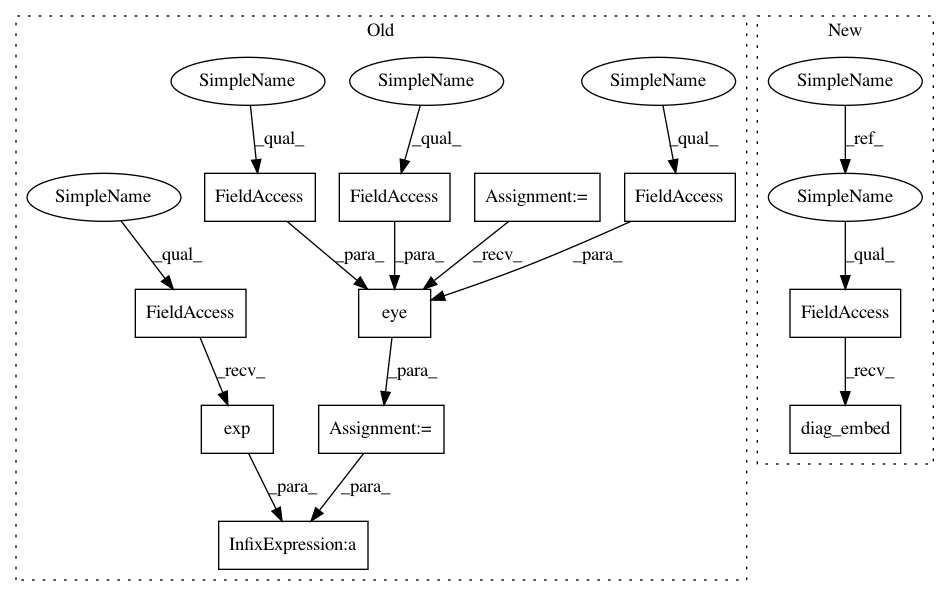 Old
New
SimpleName
SimpleName
SimpleName
SimpleName
_qual_
_qual_
_qual_
_ref_
SimpleName
FieldAccess
FieldAccess
Assignment:=
FieldAccess
SimpleName
_qual_
_para_
_para_
_recv_
_para_
_qual_
FieldAccess
eye
FieldAccess
_recv_
_para_
_recv_
exp
Assignment:=
diag_embed
_para_
_para_
InfixExpression:a